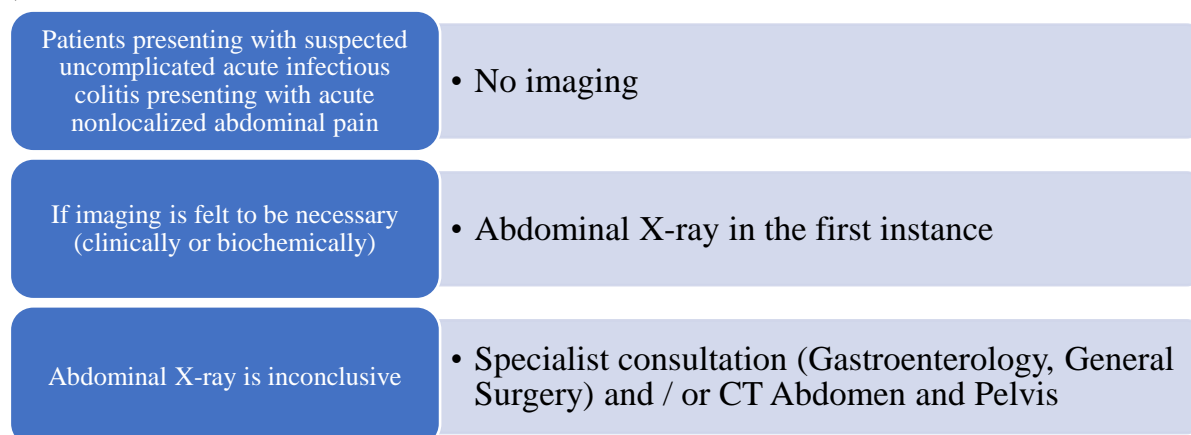 Patients presenting with suspected
uncomplicated acute infectious
colitis presenting with acute
nonlocalized abdominal pain
• No imaging
If imaging is felt to be necessary
(clinically or biochemically)
• Abdominal X-ray in the first instance
Abdominal X-ray is inconclusive
• Specialist consultation (Gastroenterology, General
Surgery) and / or CT Abdomen and Pelvis